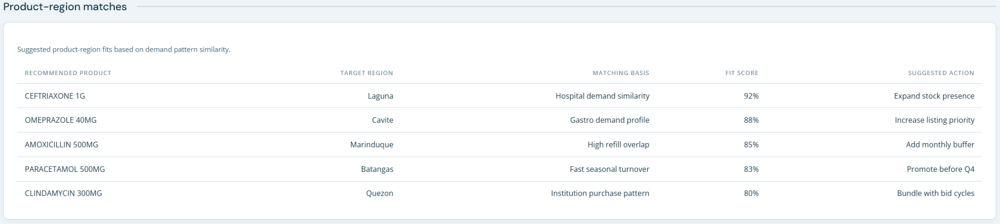 Product-region matches
Suggested product-region fits based on demand pattern similarity.
RECOMMENDED PRODUCT TARGET REGION MATCHING BASIS FIT SCORE SUGGESTED ACTION
CEFTRIAXONE 1G Laguna Hospital demand similarity 92% Expand stock presence
OMEPRAZOLE 40MG Cavite Gastro demand profile 88% Increase listing priority
AMOXICILLIN 500MG Marinduque High refill overlap 85% Add monthly buffer
PARACETAMOL 500MG Batangas Fast seasonal turnover 83% Promote before Q4
CLINDAMYCIN 300MG Quezon Institution purchase pattern 80% Bundle with bid cycles